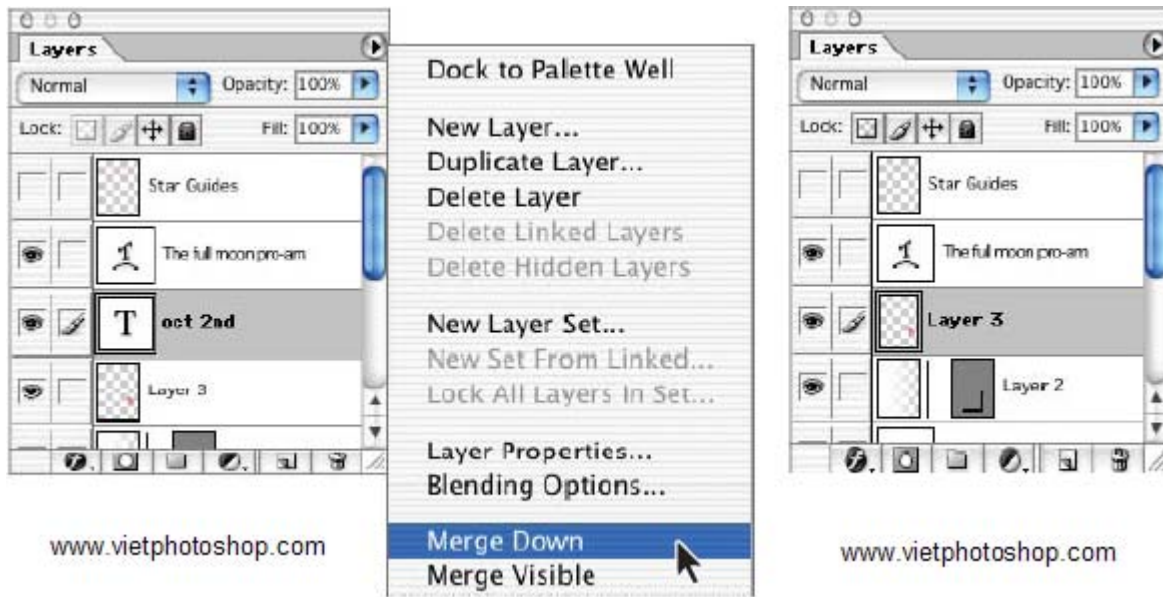 Layers
Normal
Opacity: 100%
Lock:
Fill: 100%
Star Guides
The full moon pro-am
T
oct 2nd
Layer 3
www.vietphotoshop.com
Dock to Palette Well
New Layer...
Duplicate Layer...
Delete Layer
Delete Linked Layers
Delete Hidden Layers
New Layer Set...
New Set From Linked...
Lock All Layers In Set...
Layer Properties...
Blending Options...
Merge Down
Merge Visible
Layers
Normal
Opacity: 100%
Lock:
Fill: 100%
Star Guides
The full moon pro-am
Layer 3
Layer 2
www.vietphotoshop.com